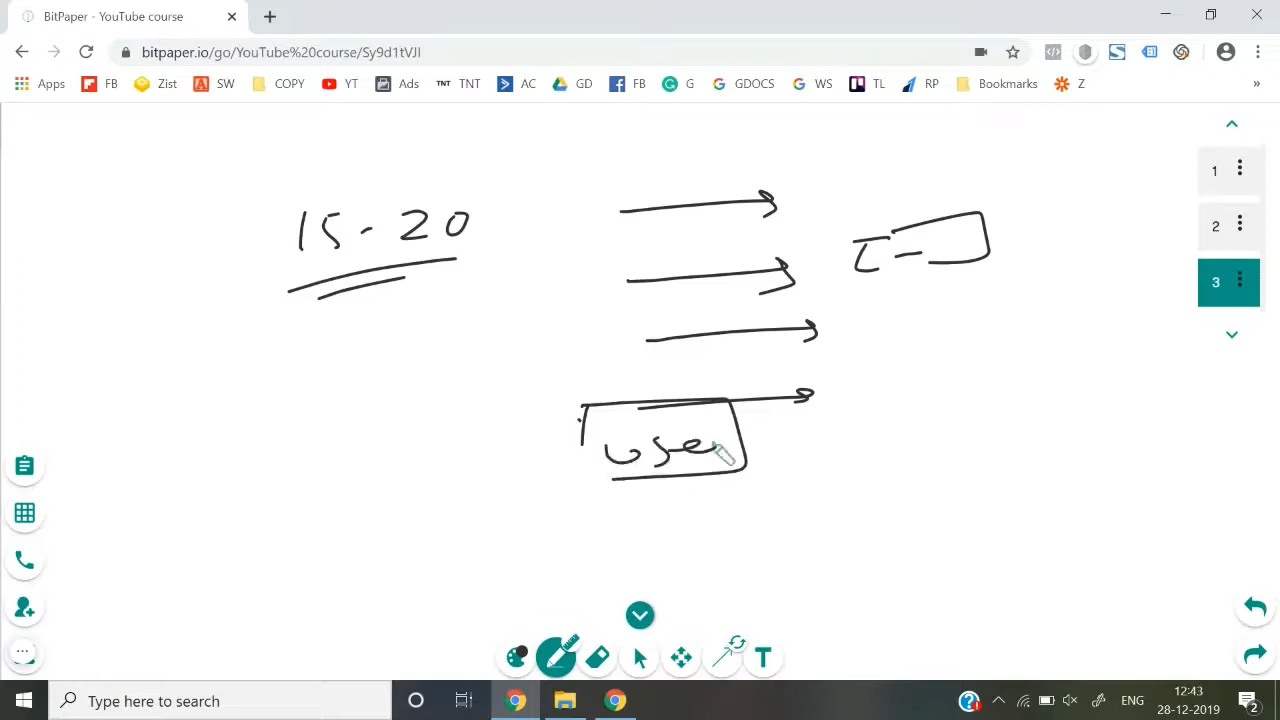 BitPaper - YouTube course
bitpaper.io/go/YouTube%20course/Sy9d1tVJI
Apps FB Zist SW COPY YT Ads TNT TNT AC GD FB G GDOCS WS TL RP Bookmarks Z »
1
15 - 20
2
3
use
T
Type here to search
ENG
12:43
28-12-2019
2